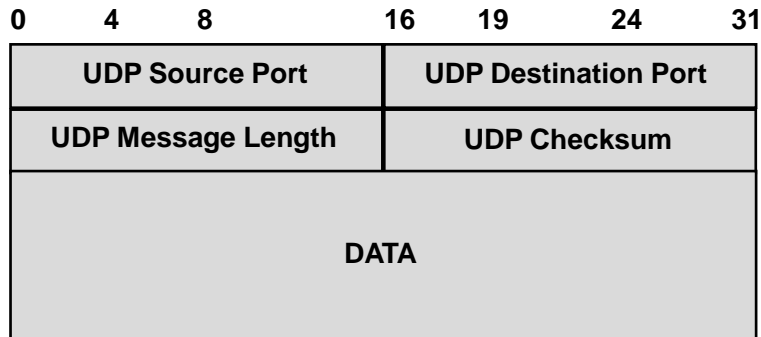 0 4 8 16 19 24 31
UDP Source Port UDP Destination Port
UDP Message Length UDP Checksum
DATA